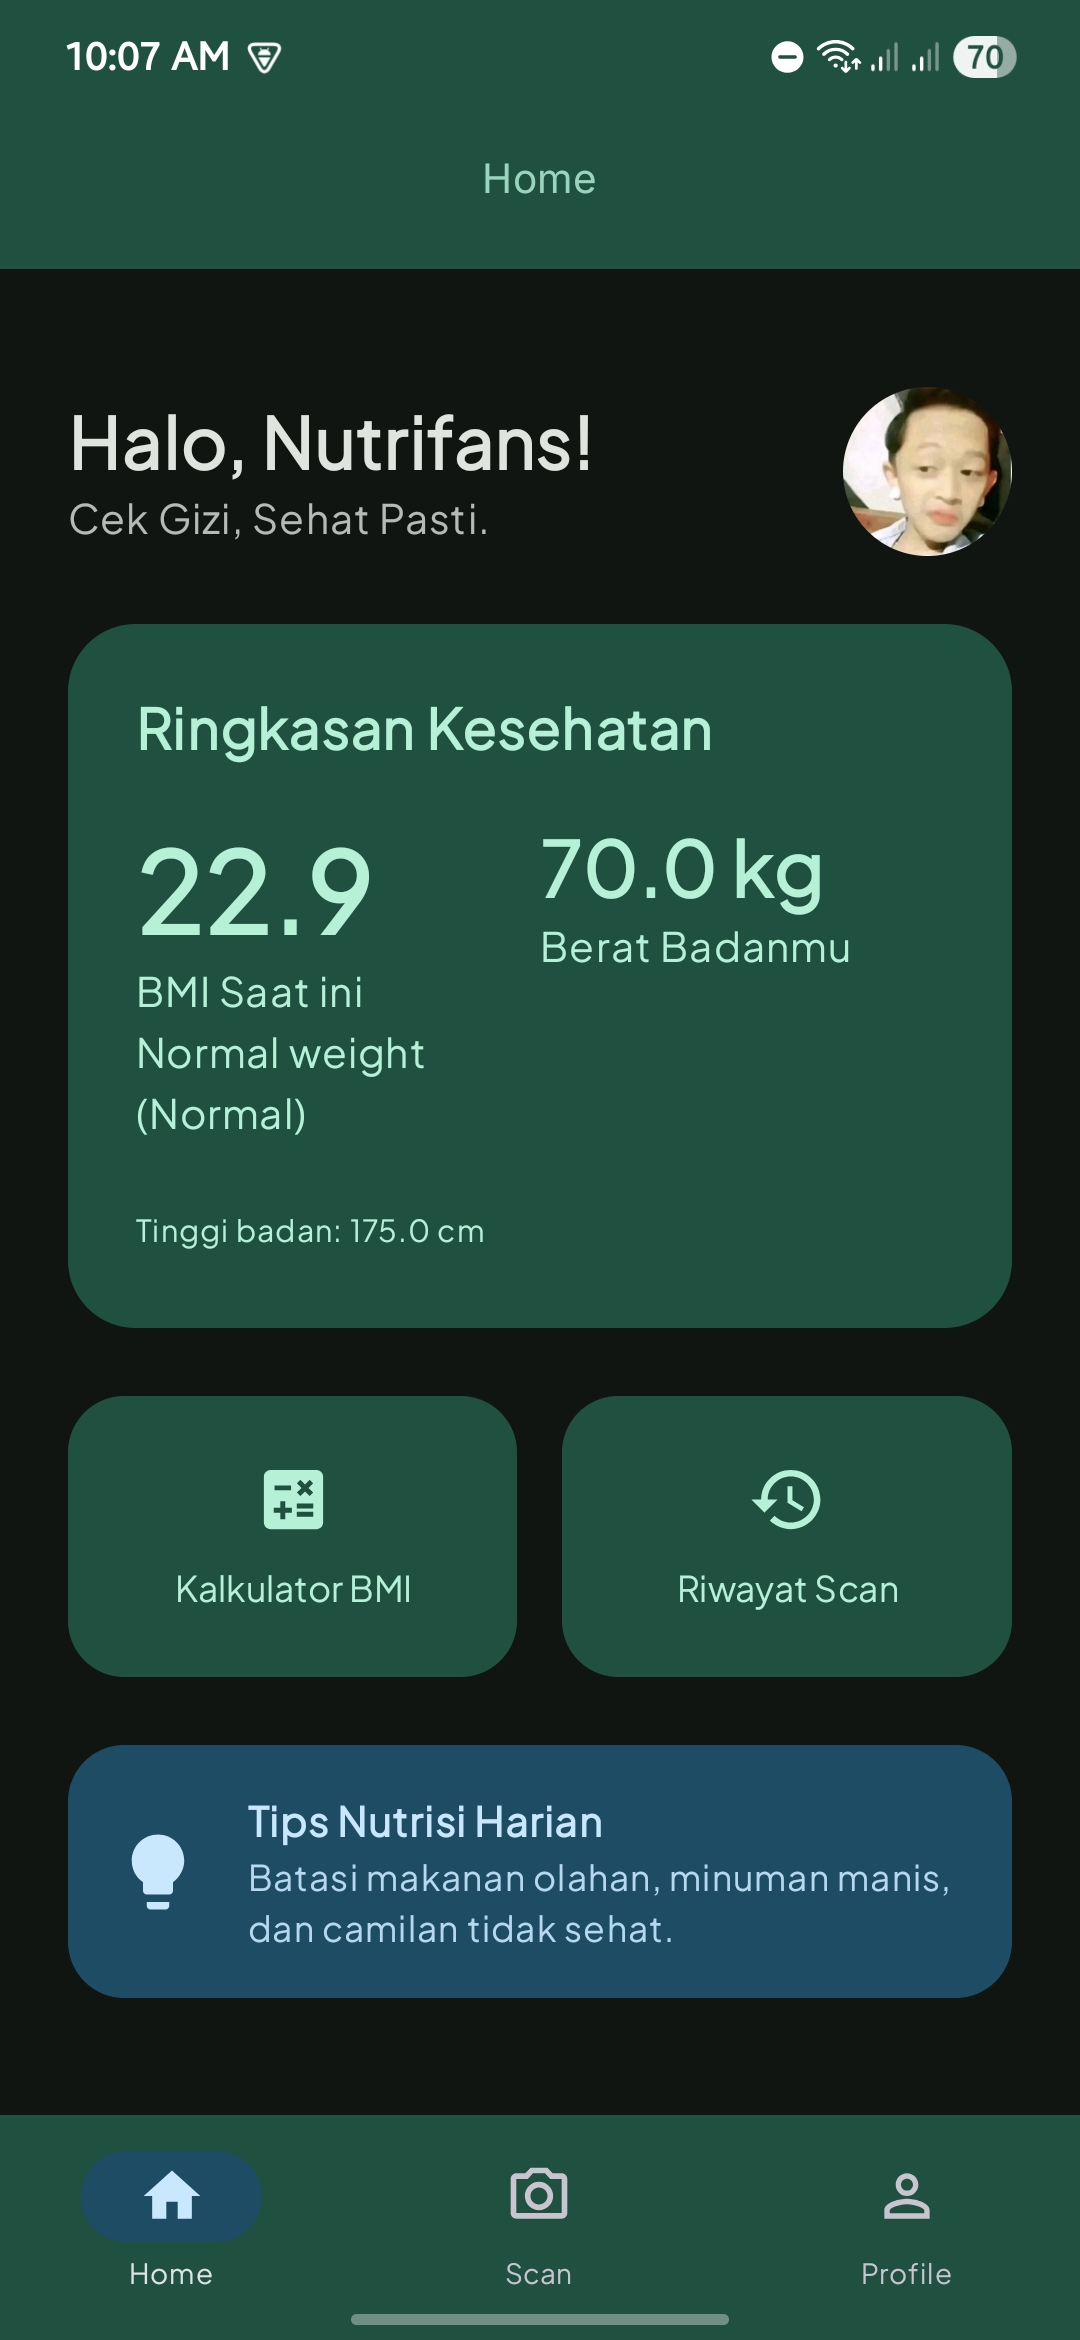 10:07 AM
70
Home
Halo, Nutrifans!
Cek Gizi, Sehat Pasti.
Ringkasan Kesehatan
22.9
BMI Saat ini
Normal weight
(Normal)
70.0 kg
Berat Badanmu
Tinggi badan: 175.0 cm
Kalkulator BMI
Riwayat Scan
Tips Nutrisi Harian
Batasi makanan olahan, minuman manis,
dan camilan tidak sehat.
Home
Scan
Profile